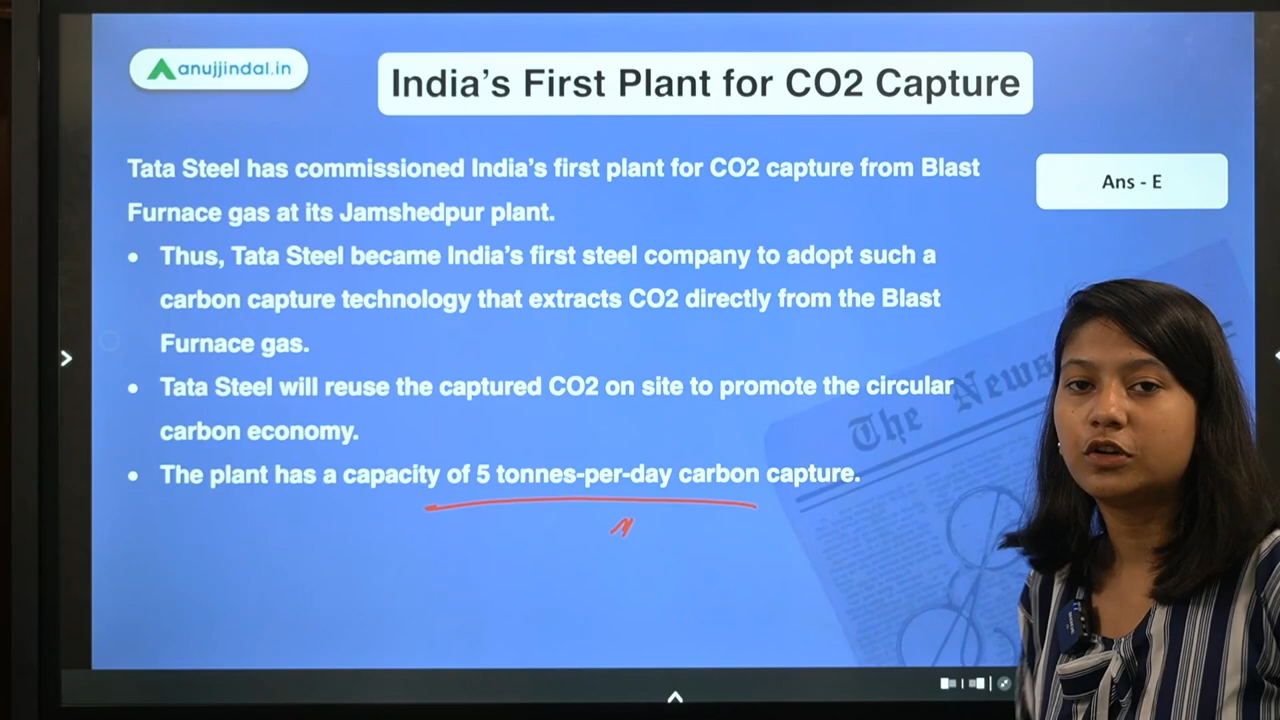 anujjindal.in
India's First Plant for CO2 Capture
Tata Steel has commissioned India's first plant for CO2 capture from Blast
Furnace gas at its Jamshedpur plant.
Ans - E
• Thus, Tata Steel became India's first steel company to adopt such a
carbon capture technology that extracts CO2 directly from the Blast
Furnace gas.
• Tata Steel will reuse the captured CO2 on site to promote the circular
carbon economy.
• The plant has a capacity of 5 tonnes-per-day carbon capture.
The News